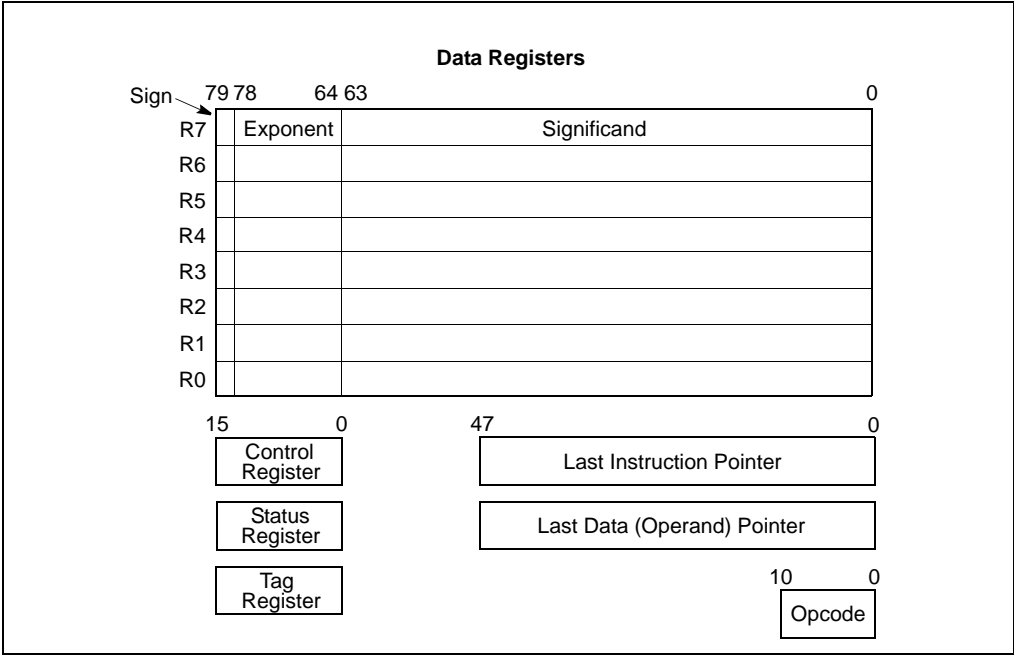 Data Registers
Sign 79 78 64 63 0
R7 Exponent Significand
R6
R5
R4
R3
R2
R1
R0
15 0 47 0
Control
Register
Last Instruction Pointer
Status
Register
Last Data (Operand) Pointer
10 0
Tag
Register
Opcode